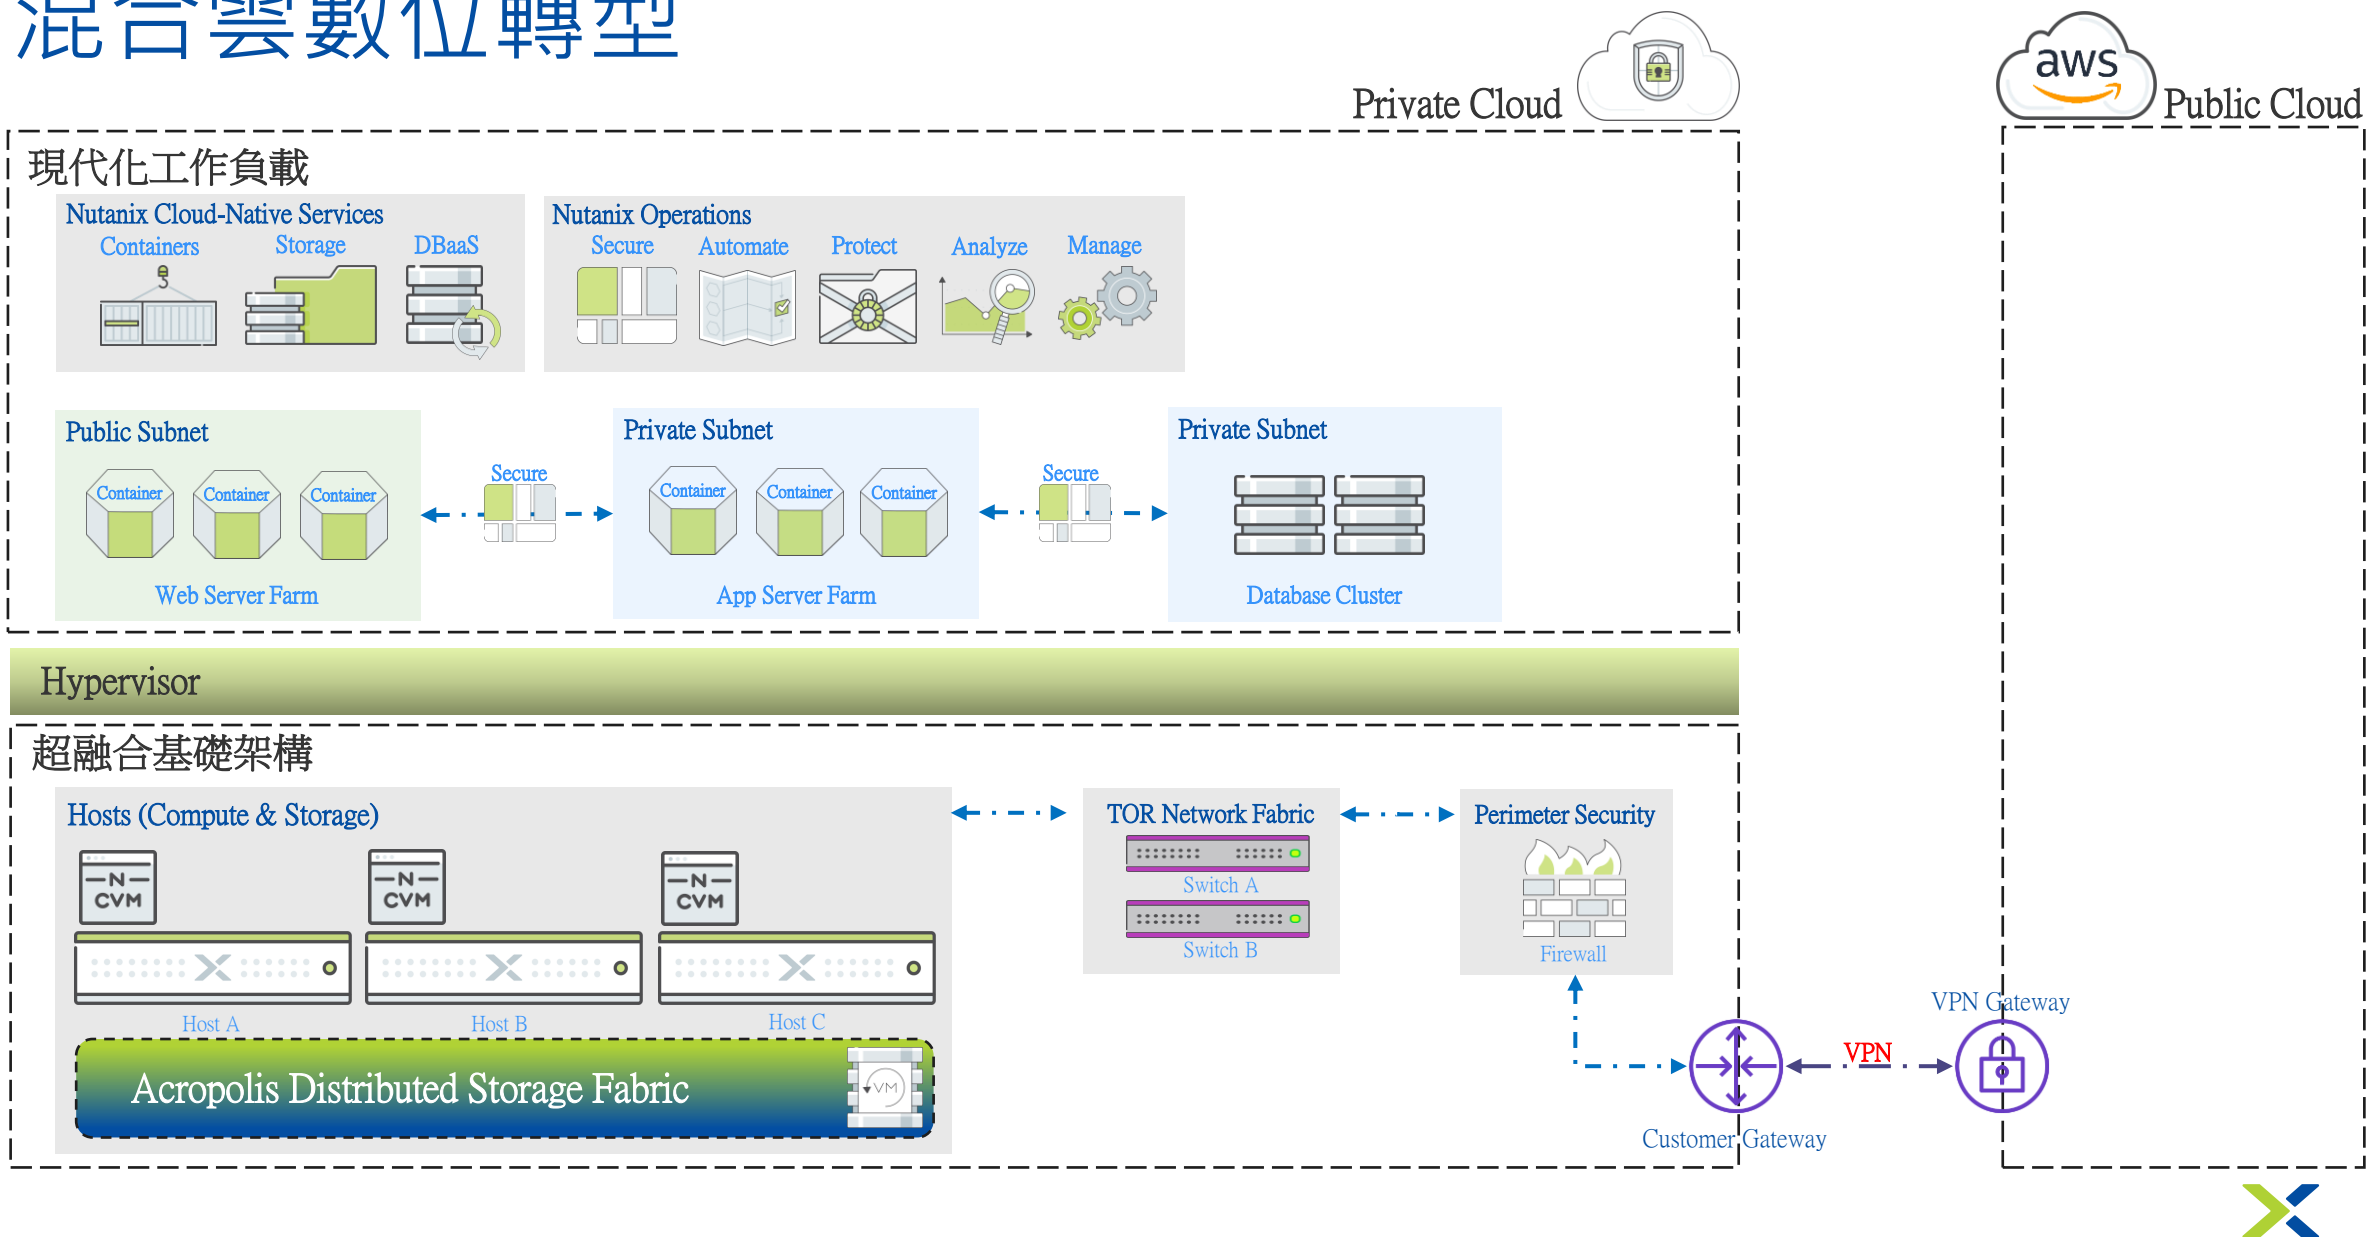 混合雲數位轉型
Private Cloud
aws
Public Cloud
現代化工作負載
Nutanix Cloud-Native Services
Containers
Storage
DBaaS
Nutanix Operations
Secure
Automate
Protect
Analyze
Manage
Public Subnet
Container
Container
Container
Web Server Farm
Secure
Private Subnet
Container
Container
Container
App Server Farm
Secure
Private Subnet
Database Cluster
Hypervisor
超融合基礎架構
Hosts (Compute & Storage)
N
CVM
N
CVM
N
CVM
Host A
Host B
Host C
Acropolis Distributed Storage Fabric
VM
TOR Network Fabric
Switch A
Switch B
Perimeter Security
Firewall
Customer Gateway
VPN
VPN Gateway